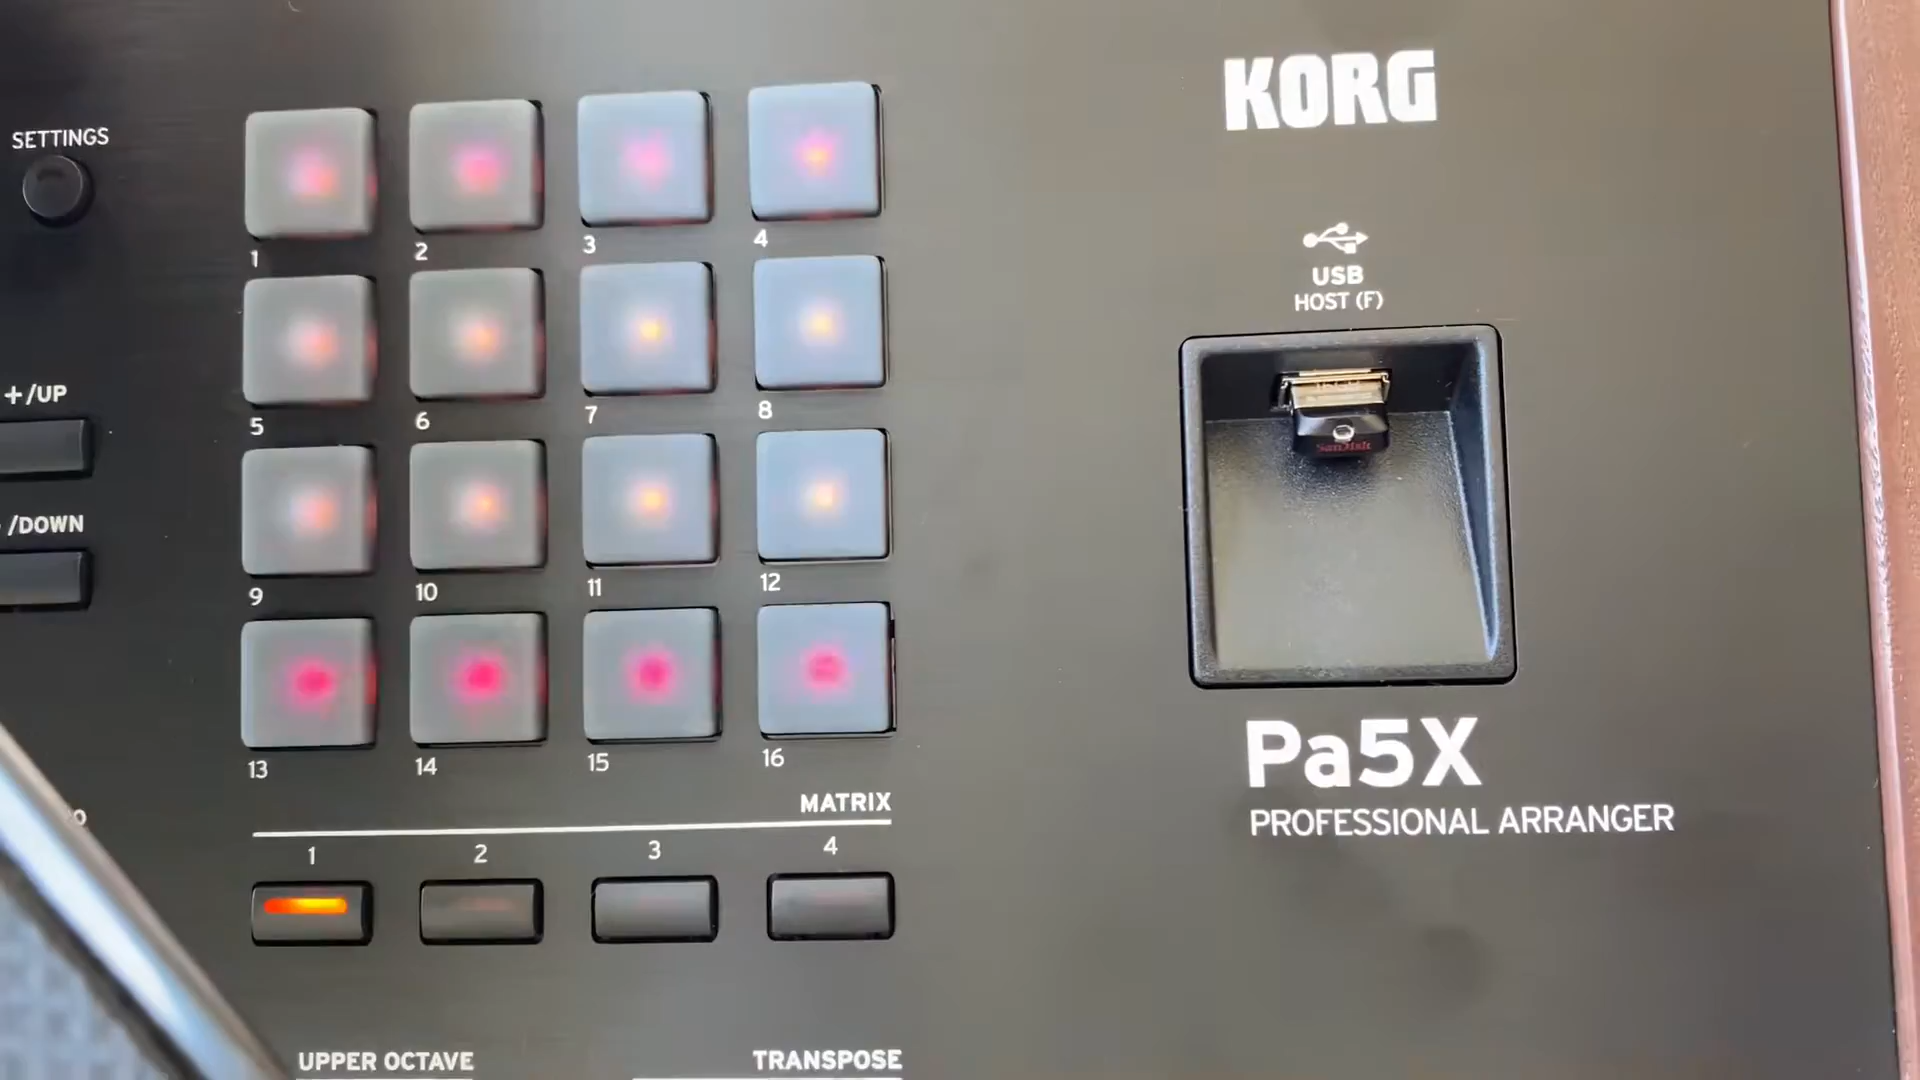 SETTINGS
KORG
1
2
3
4
USB
HOST (F)
+/UP
5
6
7
8
SanDisk
/DOWN
9
10
11
12
13
14
15
16
Pa5X
PROFESSIONAL ARRANGER
MATRIX
1
2
3
4
UPPER OCTAVE
TRANSPOSE